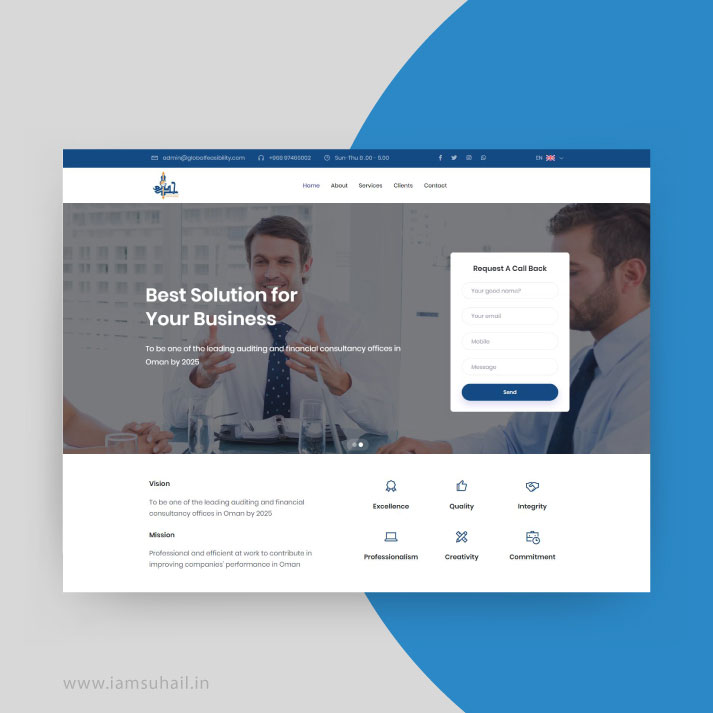 admin@globalfeasibility.com +968 97460002 Sun-Thu 8 .00 - 5.00 EN
Home About Services Clients Contact
Best Solution for
Your Business
To be one of the leading auditing and financial consultancy offices in
Oman by 2025
Request A Call Back
Your good name?
Your email
Mobile
Message
Send
Vision
To be one of the leading auditing and financial
consultancy offices in Oman by 2025
Mission
Professional and efficient at work to contribute in
improving companies' performance in Oman
Excellence Quality Integrity
Professionalism Creativity Commitment
www.iamsuhail.in